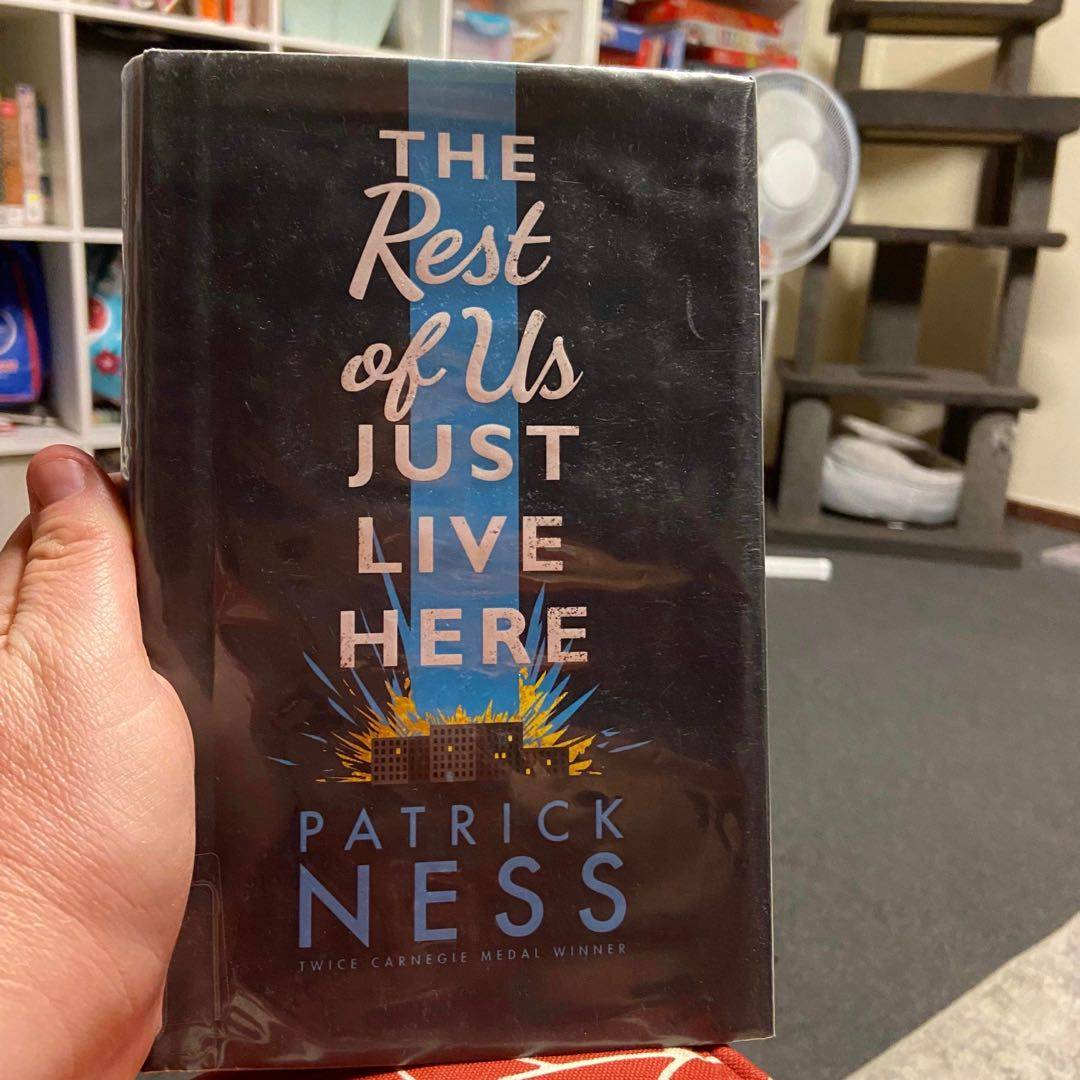 THE
Rest
of Us
JUST
LIVE
HERE
PATRICK
NESS
TWICE CARNEGIE MEDAL WINNER